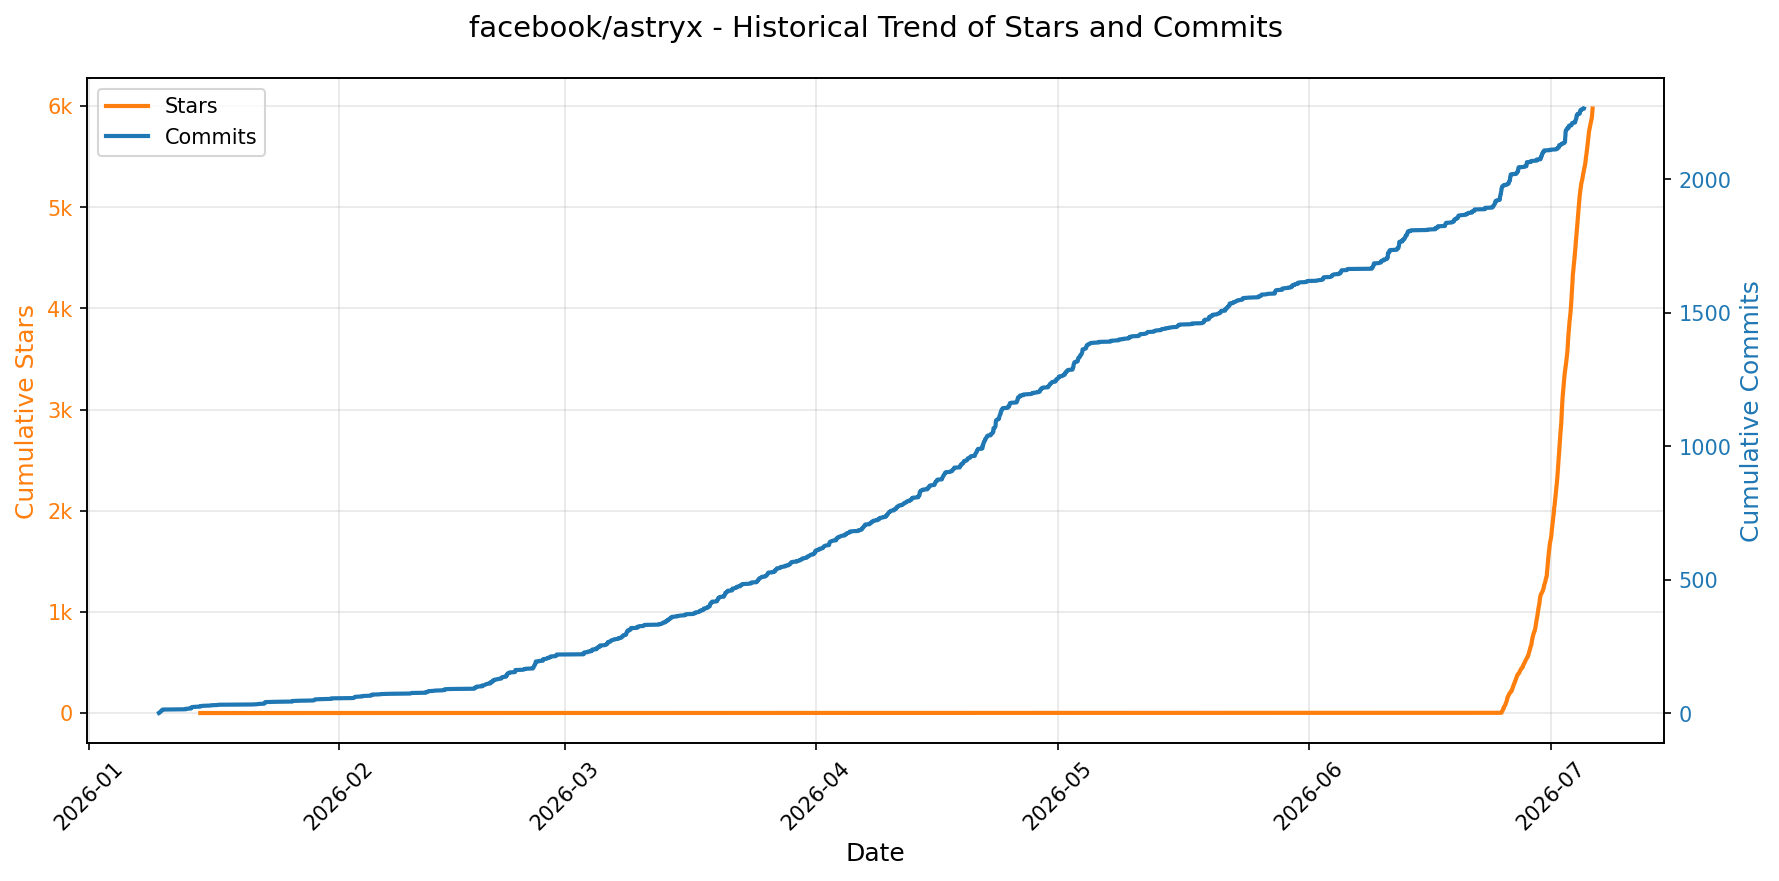 facebook/astryx - Historical Trend of Stars and Commits
Stars
Commits
6k
5k
4k
3k
2k
1k
0
Cumulative Stars
2000
1500
1000
500
0
Cumulative Commits
2026-01
2026-02
2026-03
2026-04
2026-05
2026-06
2026-07
Date